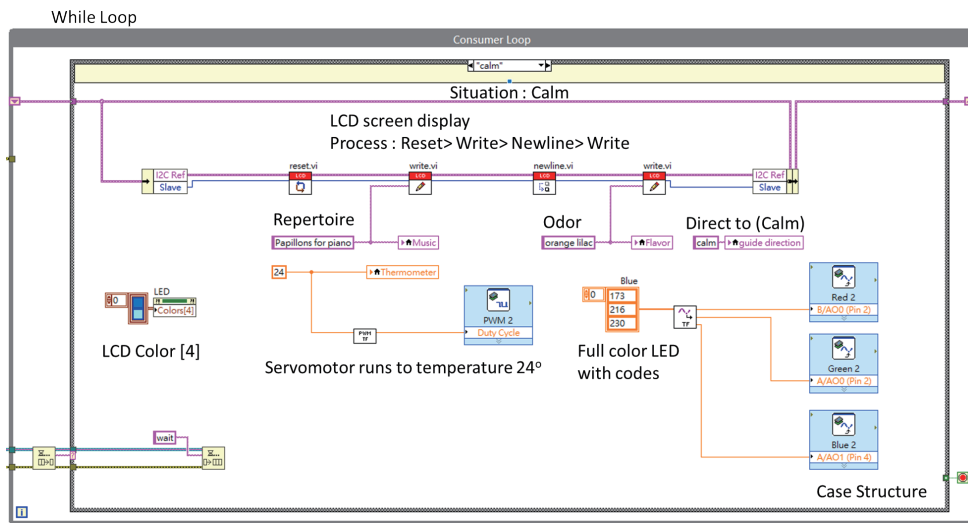 While Loop
Consumer Loop
"calm"
Situation : Calm
LCD screen display
Process : Reset> Write> Newline> Write
reset.vi
write.vi
newline.vi
write.vi
I2C Ref
Slave
LCD
LCD
LCD
LCD
I2C Ref
Slave
Repertoire
Odor
Direct to (Calm)
Papillons for piano
Music
orange lilac
Flavor
calm
guide direction
24
Thermometer
Blue
0
173
216
230
LED
0
Colors[4]
PWM 2
Duty Cycle
PWM
TF
TF
Red 2
B/AO0 (Pin 2)
Green 2
A/AO0 (Pin 2)
Blue 2
A/AO1 (Pin 4)
LCD Color [4]
Servomotor runs to temperature 24º
Full color LED
with codes
wait
Case Structure
i